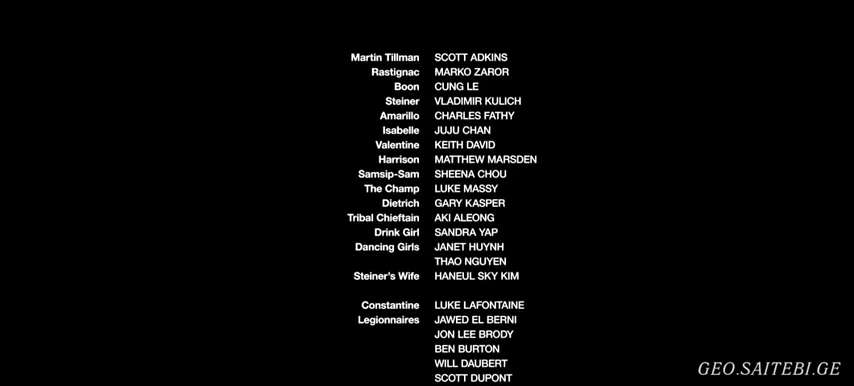 Martin Tillman SCOTT ADKINS
Rastignac MARKO ZAROR
Boon CUNG LE
Steiner VLADIMIR KULICH
Amarillo CHARLES FATHY
Isabelle JUJU CHAN
Valentine KEITH DAVID
Harrison MATTHEW MARSDEN
Samsip-Sam SHEENA CHOU
The Champ LUKE MASSY
Dietrich GARY KASPER
Tribal Chieftain AKI ALEONG
Drink Girl SANDRA YAP
Dancing Girls JANET HUYNH
THAO NGUYEN
Steiner's Wife HANEUL SKY KIM
Constantine LUKE LAFONTAINE
Legionnaires JAWED EL BERNI
JON LEE BRODY
BEN BURTON
WILL DAUBERT
SCOTT DUPONT
GEO.SAITEBI.GE